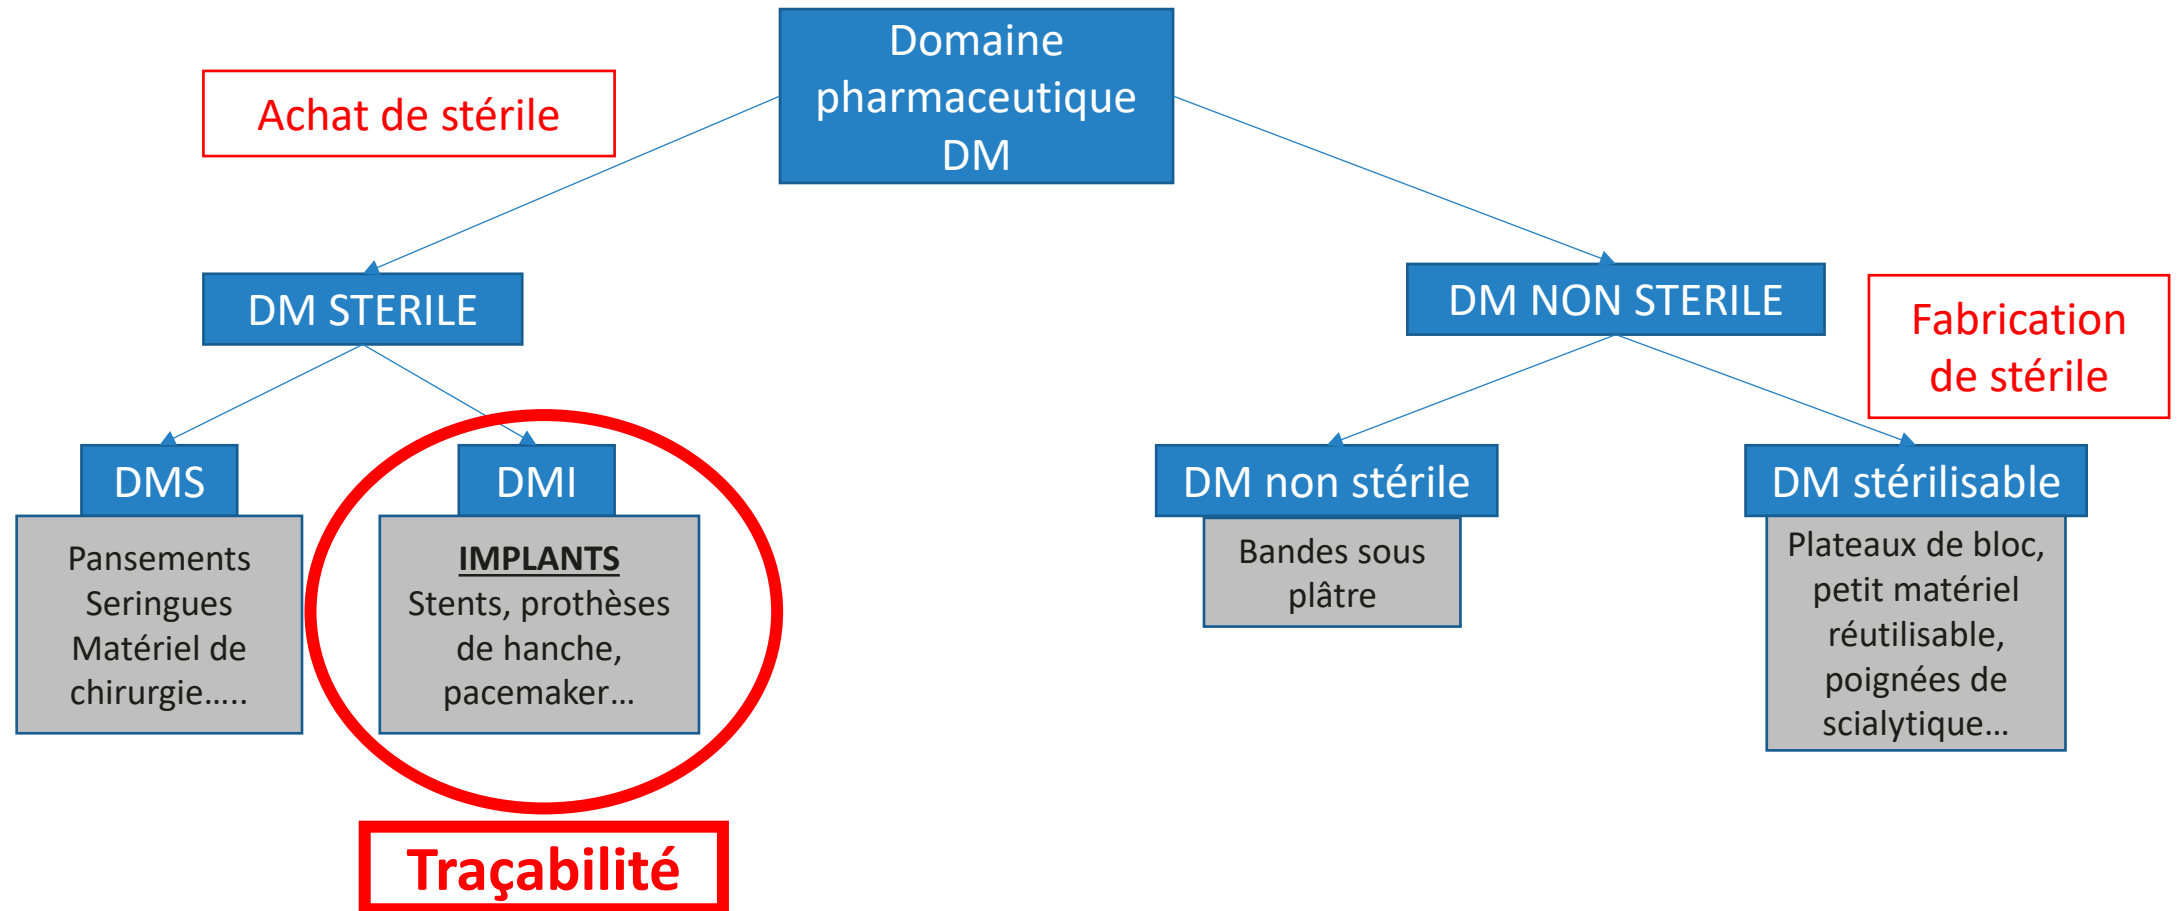 Domaine
pharmaceutique
DM
Achat de stérile
DM STERILE
DM NON STERILE
Fabrication
de stérile
DMS
Pansements
Seringues
Matériel de
chirurgie…..
DMI
IMPLANTS
Stents, prothèses
de hanche,
pacemaker…
DM non stérile
Bandes sous
plâtre
DM stérilisable
Plateaux de bloc,
petit matériel
réutilisable,
poignées de
scialytique…
Traçabilité